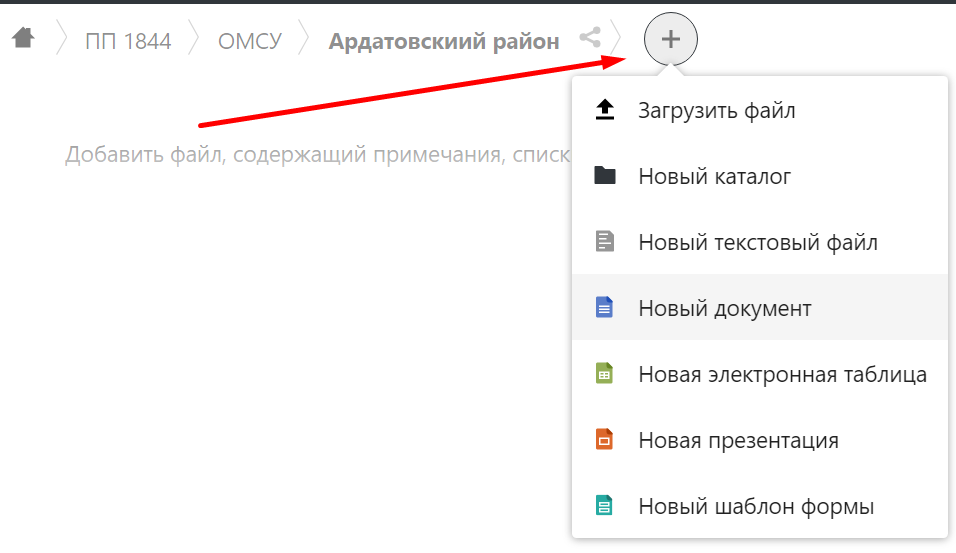 ПП 1844 ОМСУ Ардатовскиий район
Добавить файл, содержащий примечания, списк
Загрузить файл
Новый каталог
Новый текстовый файл
Новый документ
Новая электронная таблица
Новая презентация
Новый шаблон формы